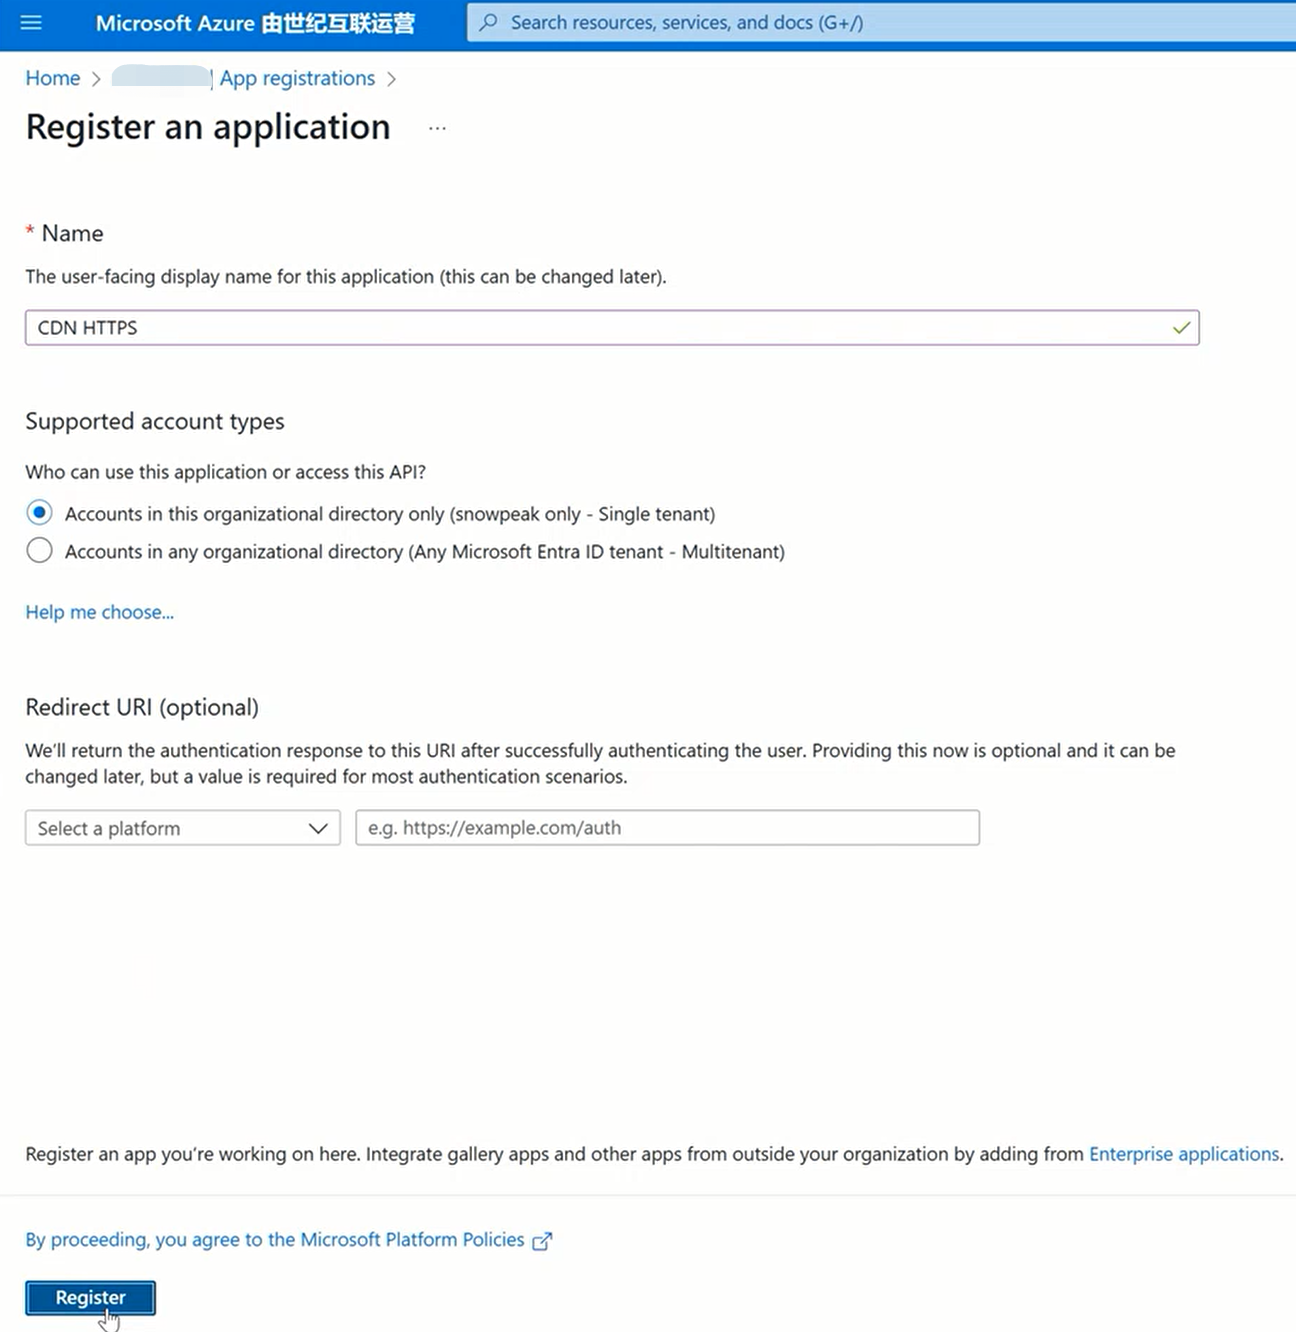 Microsoft Azure 由世纪互联运营
Search resources, services, and docs (G+/)
Home > | App registrations >
Register an application ...
* Name
The user-facing display name for this application (this can be changed later).
CDN HTTPS
Supported account types
Who can use this application or access this API?
Accounts in this organizational directory only (snowpeak only - Single tenant)
Accounts in any organizational directory (Any Microsoft Entra ID tenant - Multitenant)
Help me choose...
Redirect URI (optional)
We'll return the authentication response to this URI after successfully authenticating the user. Providing this now is optional and it can be
changed later, but a value is required for most authentication scenarios.
Select a platform
e.g. https://example.com/auth
Register an app you're working on here. Integrate gallery apps and other apps from outside your organization by adding from Enterprise applications.
By proceeding, you agree to the Microsoft Platform Policies
Register